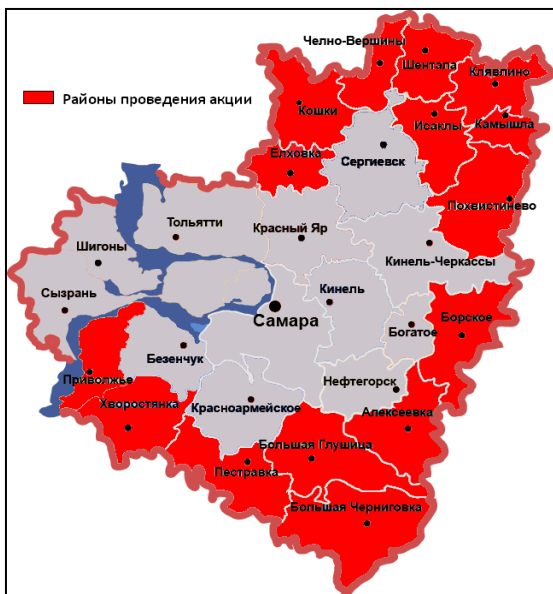 Челно-Вершины
Шентала
Клявлино
Районы проведения акции
Кошки
Исаклы
Камышла
Елховка
Сергиевск
Похвистнево
Тольятти
Красный Яр
Шигоны
Кинель-Черкассы
Сызрань
Кинель
Самара
Борское
Богатое
Безенчук
Приволжье
Нефтегорск
Хворостянка
Красноармейское
Алексеевка
Большая Глушица
Пестравка
Большая Черниговка